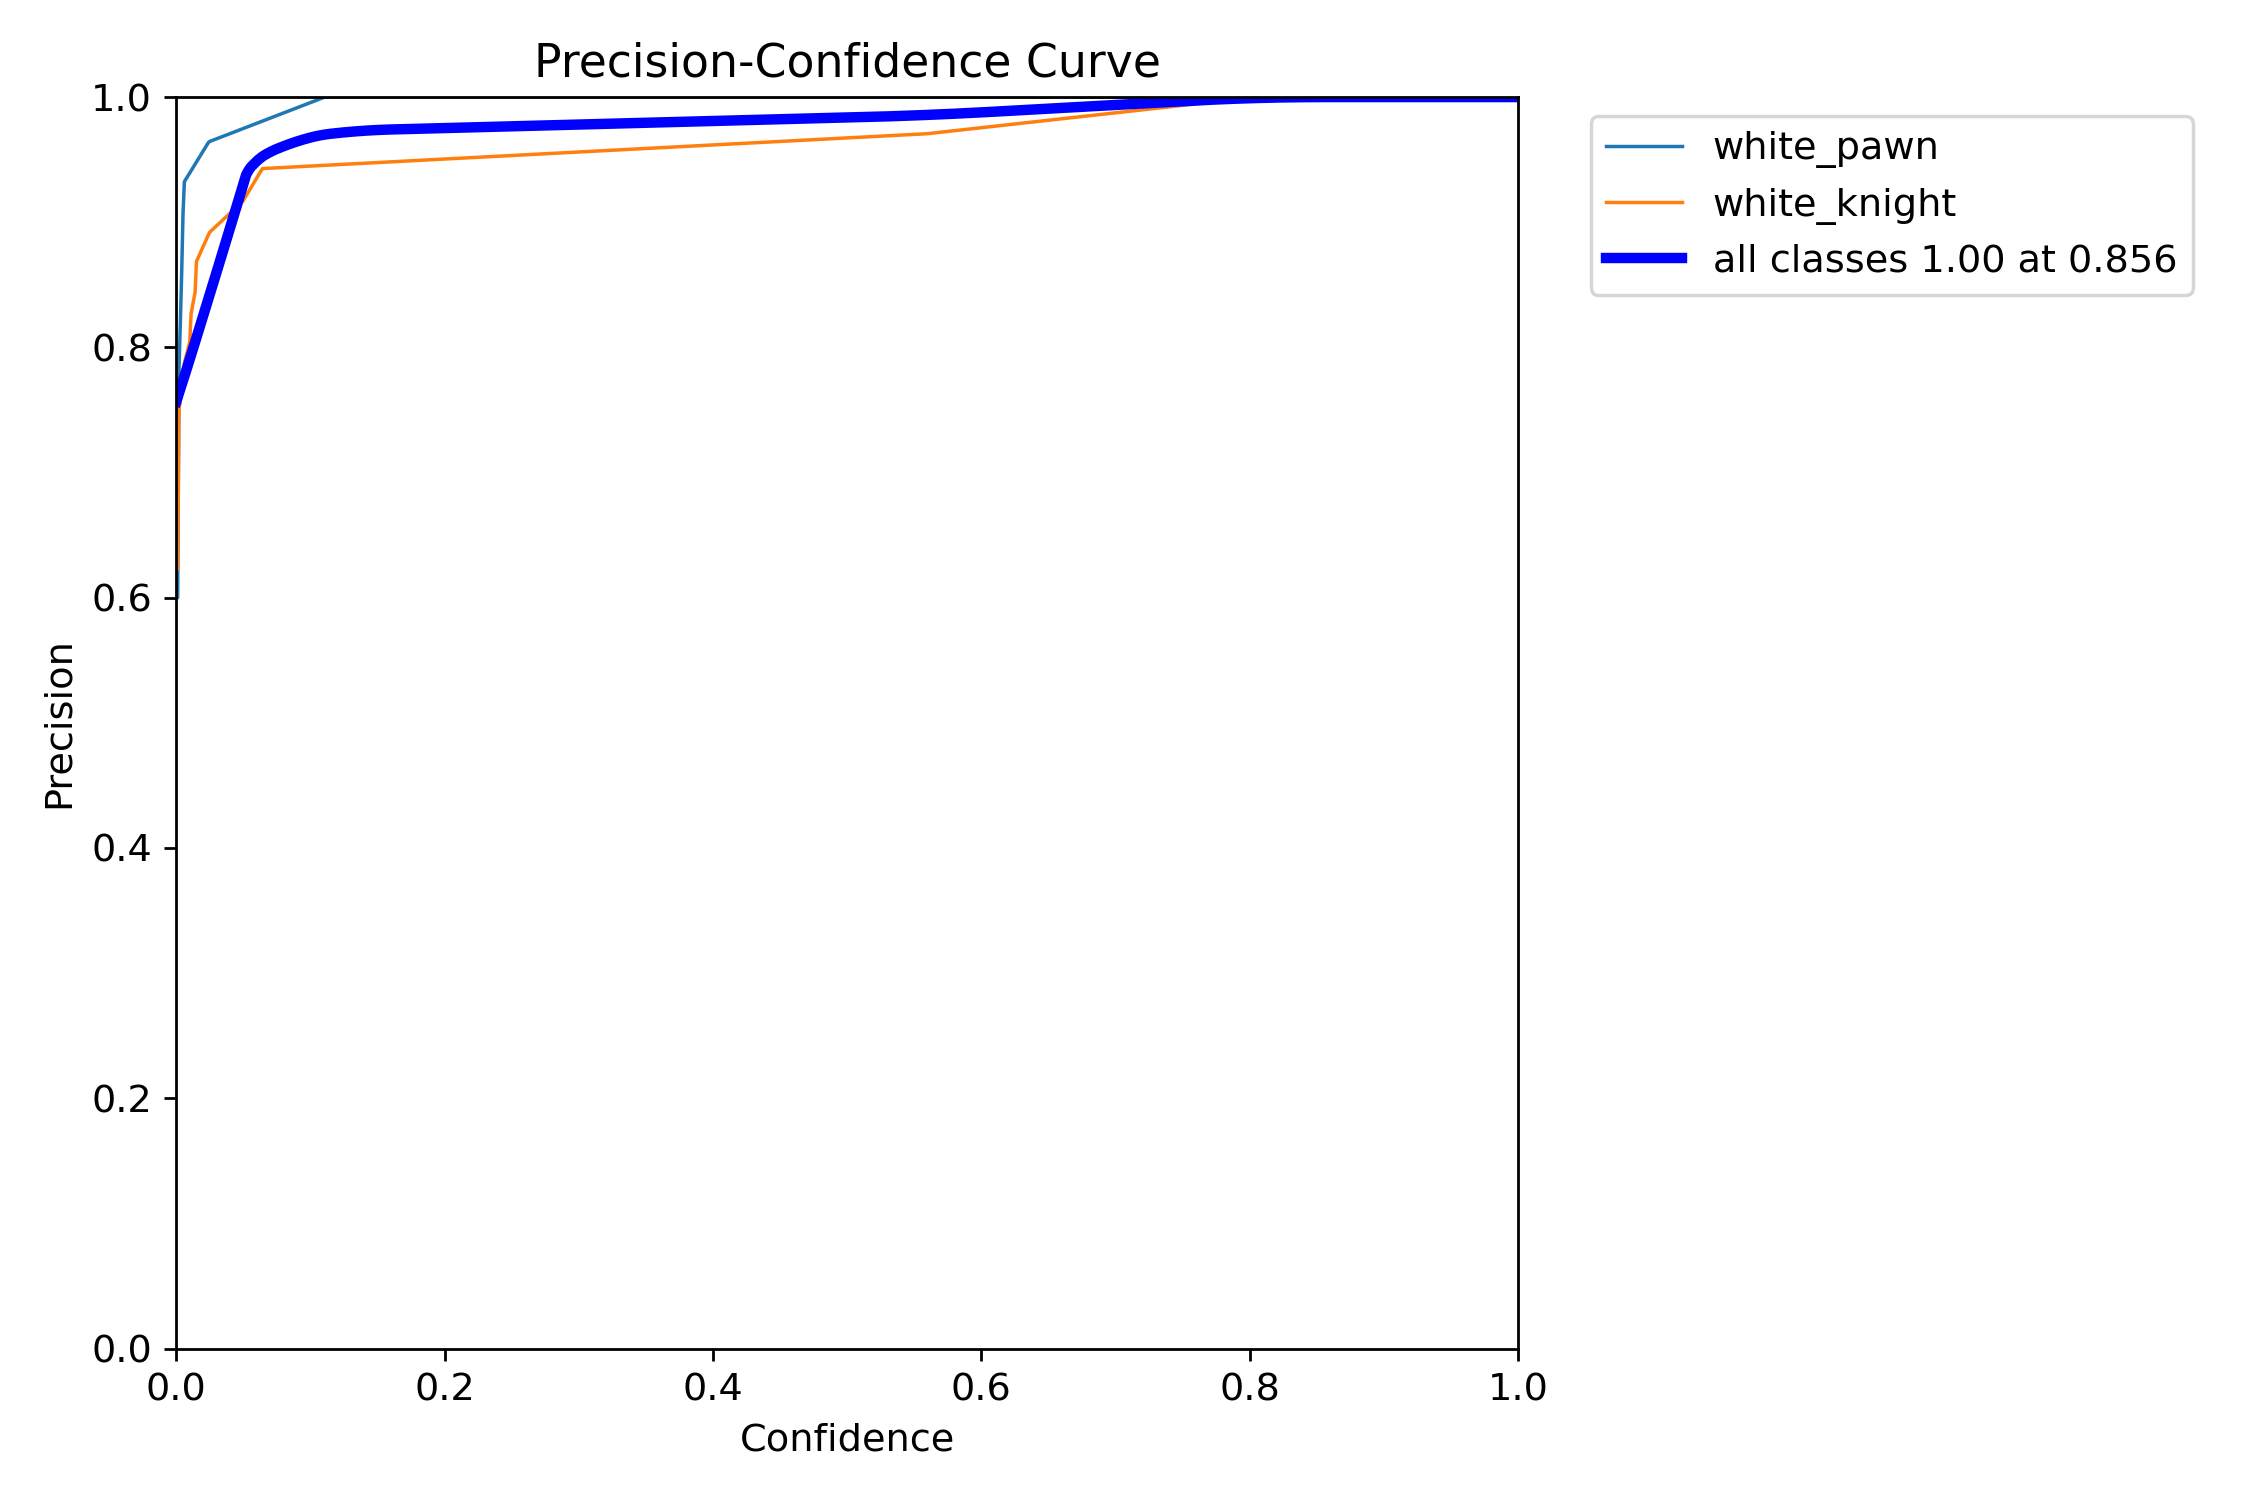 Precision-Confidence Curve
1.0
0.8
0.6
0.4
0.2
0.0
Precision
0.0 0.2 0.4 0.6 0.8 1.0
Confidence
white_pawn
white_knight
all classes 1.00 at 0.856